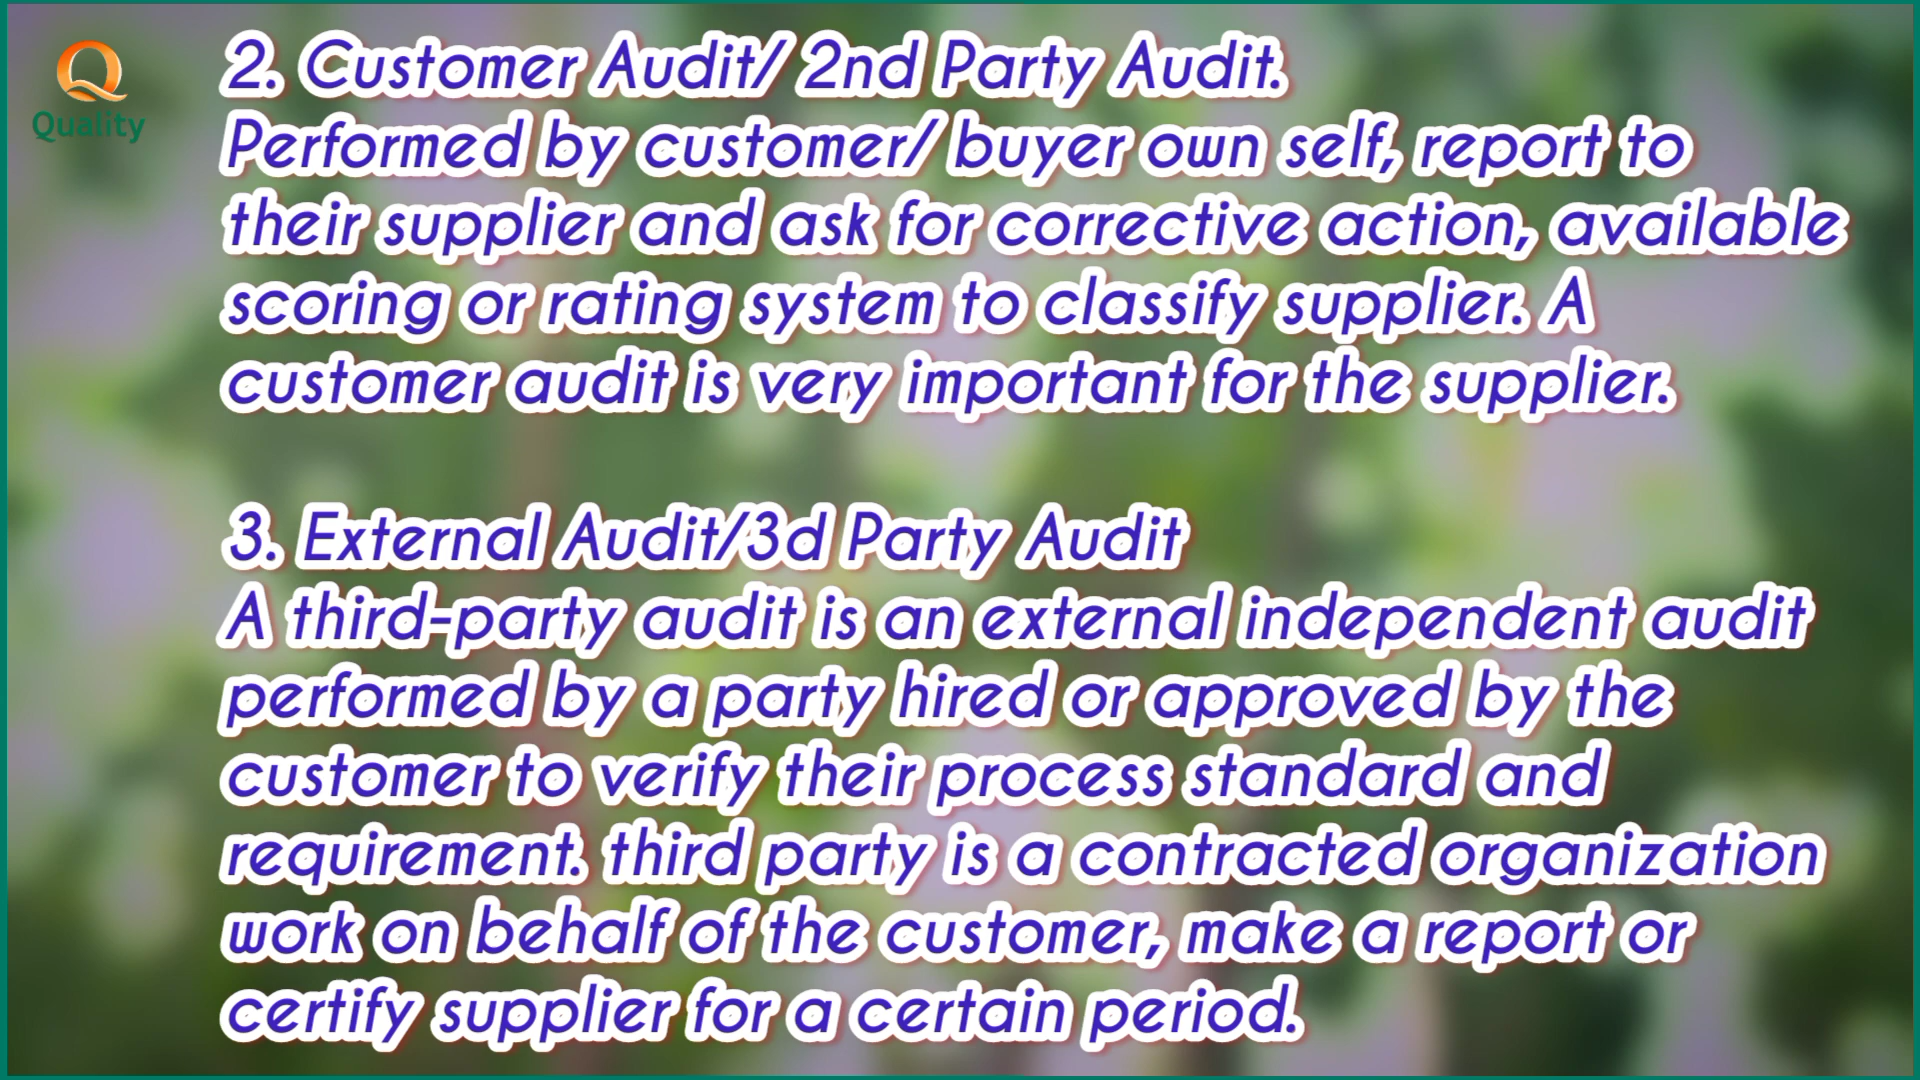 Q
Quality
2. Customer Audit/ 2nd Party Audit.
Performed by customer/ buyer own self, report to
their supplier and ask for corrective action, available
scoring or rating system to classify supplier. A
customer audit is very important for the supplier.
3. External Audit/3d Party Audit
A third-party audit is an external independent audit
performed by a party hired or approved by the
customer to verify their process standard and
requirement. third party is a contracted organization
work on behalf of the customer, make a report or
certify supplier for a certain period.